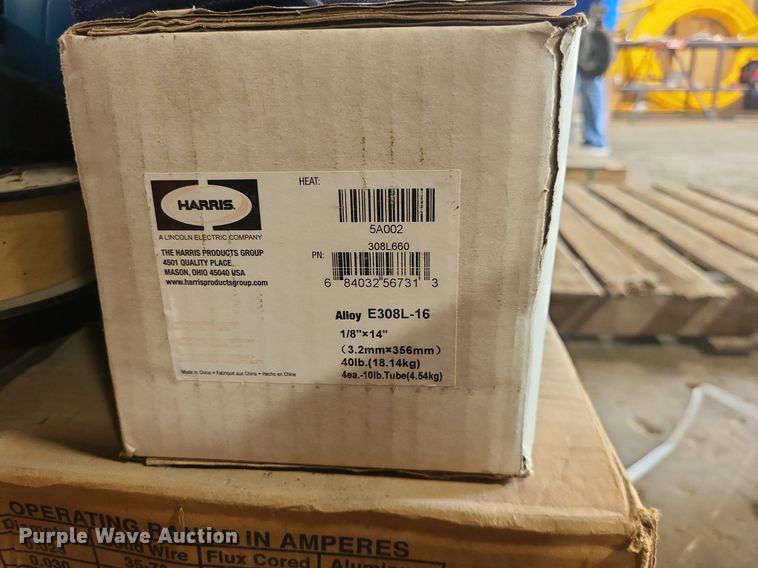 HARRIS.
A LINCOLN ELECTRIC COMPANY
THE HARRIS PRODUCTS GROUP
4501 QUALITY PLACE
MASON, OHIO 45040 USA
www.harrisproductsgroup.com
Made in China • Fabriqué aux Chine • Hecho en Chine
HEAT:
5A002
308L660
PN:
6 84032 56731 3
Alloy E308L-16
1/8"×14"
(3.2mm×356mm)
40lb.(18.14kg)
4ea.-10lb.Tube(4.54kg)
OPERATING RANGE IN AMPERES
Solid Wire Flux Cored
0.030
Purple Wave Auction